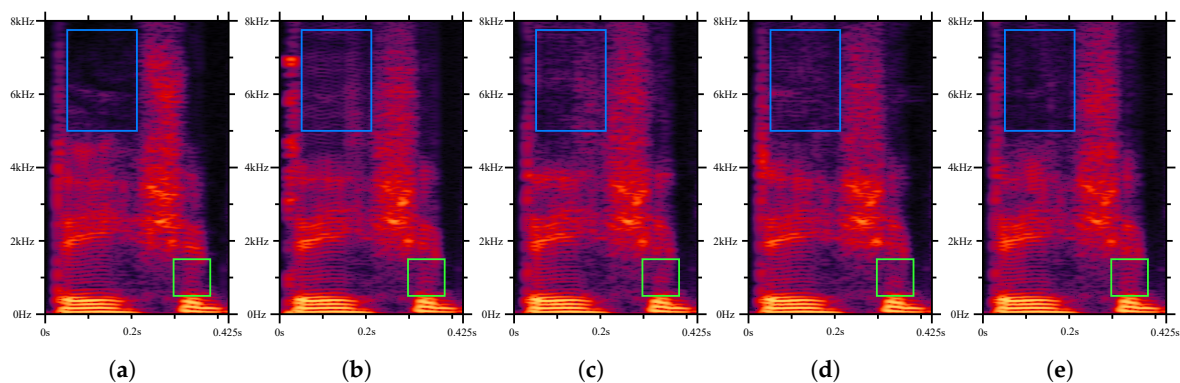 8kHz 8kHz 8kHz 8kHz 8kHz
6kHz 6kHz 6kHz 6kHz 6kHz
4kHz 4kHz 4kHz 4kHz 4kHz
2kHz 2kHz 2kHz 2kHz 2kHz
0Hz 0Hz 0Hz 0Hz 0Hz
0s 0.2s 0.425s 0s 0.2s 0.425s 0s 0.2s 0.425s 0s 0.2s 0.425s 0s 0.2s 0.425s
(a) (b) (c) (d) (e)